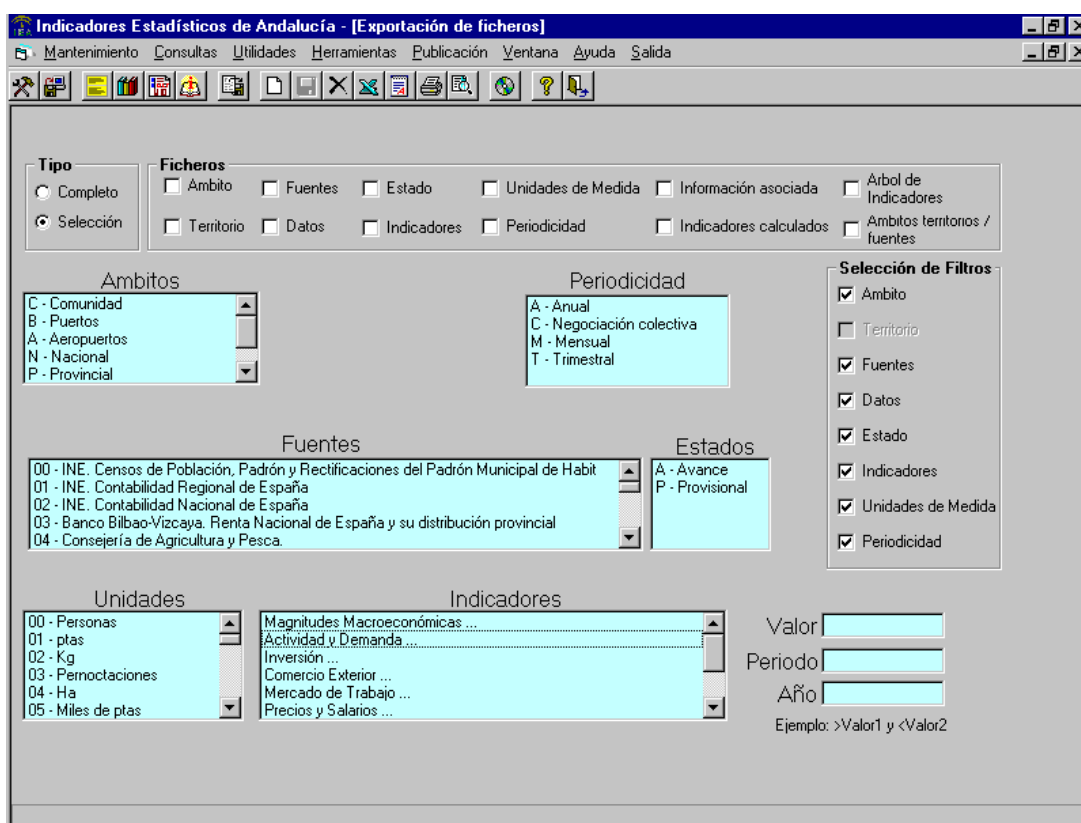 Indicadores Estadísticos de Andalucía - [Exportación de ficheros]
Mantenimiento Consultas Utilidades Herramientas Publicación Ventana Ayuda Salida
Tipo
Completo
Selección
Ficheros
Ambito Fuentes Estado Unidades de Medida Información asociada Arbol de
Indicadores
Territorio Datos Indicadores Periodicidad Indicadores calculados Ambitos territorios /
fuentes
Ambitos
C - Comunidad
B - Puertos
A - Aeropuertos
N - Nacional
P - Provincial
Periodicidad
A - Anual
C - Negociación colectiva
M - Mensual
T - Trimestral
Selección de Filtros
Ambito
Territorio
Fuentes
Datos
Estado
Indicadores
Unidades de Medida
Periodicidad
Fuentes
00 - INE. Censos de Población, Padrón y Rectificaciones del Padrón Municipal de Habit
01 - INE. Contabilidad Regional de España
02 - INE. Contabilidad Nacional de España
03 - Banco Bilbao-Vizcaya. Renta Nacional de España y su distribución provincial
04 - Consejería de Agricultura y Pesca.
Estados
A - Avance
P - Provisional
Unidades
00 - Personas
01 - ptas
02 - Kg
03 - Pernoctaciones
04 - Ha
05 - Miles de ptas
Indicadores
Magnitudes Macroeconómicas ...
Actividad y Demanda ...
Inversión ...
Comercio Exterior ...
Mercado de Trabajo ...
Precios y Salarios ...
Valor
Periodo
Año
Ejemplo: >Valor1 y <Valor2